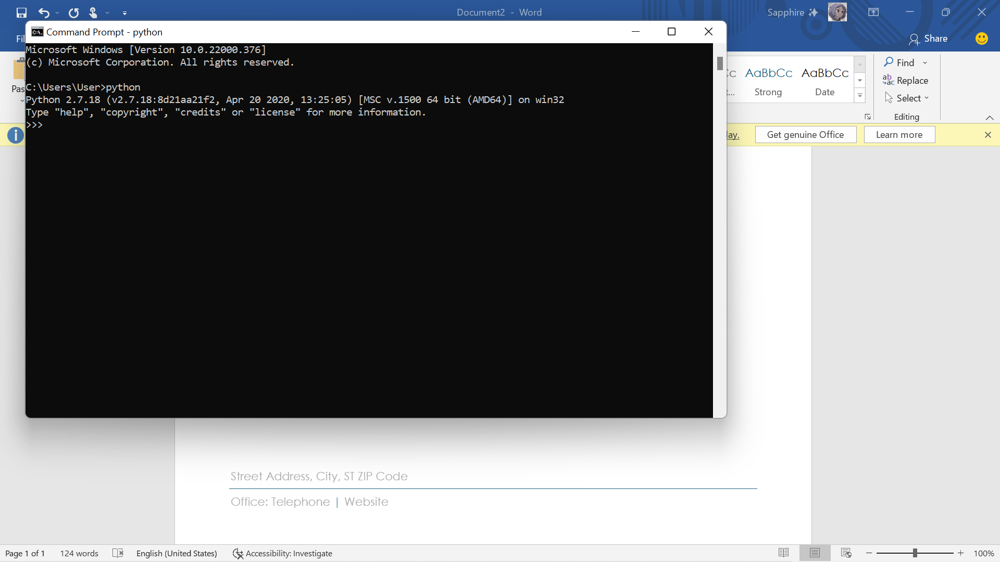 Document2 - Word
Sapphire
Command Prompt - python
Share
Microsoft Windows [Version 10.0.22000.376]
(c) Microsoft Corporation. All rights reserved.
C:\Users\User>python
Python 2.7.18 (v2.7.18:8d21aa21f2, Apr 20 2020, 13:25:05) [MSC v.1500 64 bit (AMD64)] on win32
Type "help", "copyright", "credits" or "license" for more information.
>>>
AaBbCc AaBbCc
Strong Date
Find
Replace
Select
Editing
Get genuine Office Learn more
Street Address, City, ST ZIP Code
Office: Telephone | Website
Page 1 of 1 124 words English (United States) Accessibility: Investigate 100%